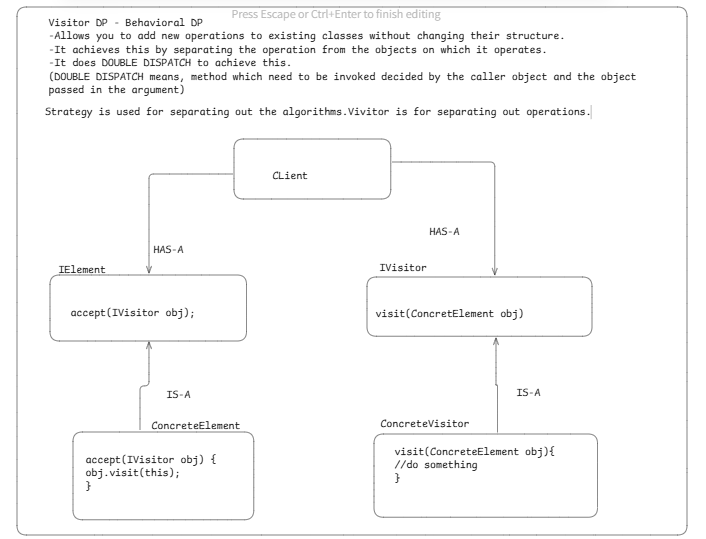 Press Escape or Ctrl+Enter to finish editing
Visitor DP - Behavioral DP
-Allows you to add new operations to existing classes without changing their structure.
-It achieves this by separating the operation from the objects on which it operates.
-It does DOUBLE DISPATCH to achieve this.
(DOUBLE DISPATCH means, method which need to be invoked decided by the caller object and the object
passed in the argument)
Strategy is used for separating out the algorithms.Vivitor is for separating out operations.
CLient
HAS-A
HAS-A
IElement
IVisitor
accept(IVisitor obj);
visit(ConcretElement obj)
IS-A
IS-A
ConcreteElement
ConcreteVisitor
accept(IVisitor obj) {
obj.visit(this);
}
visit(ConcreteElement obj){
//do something
}